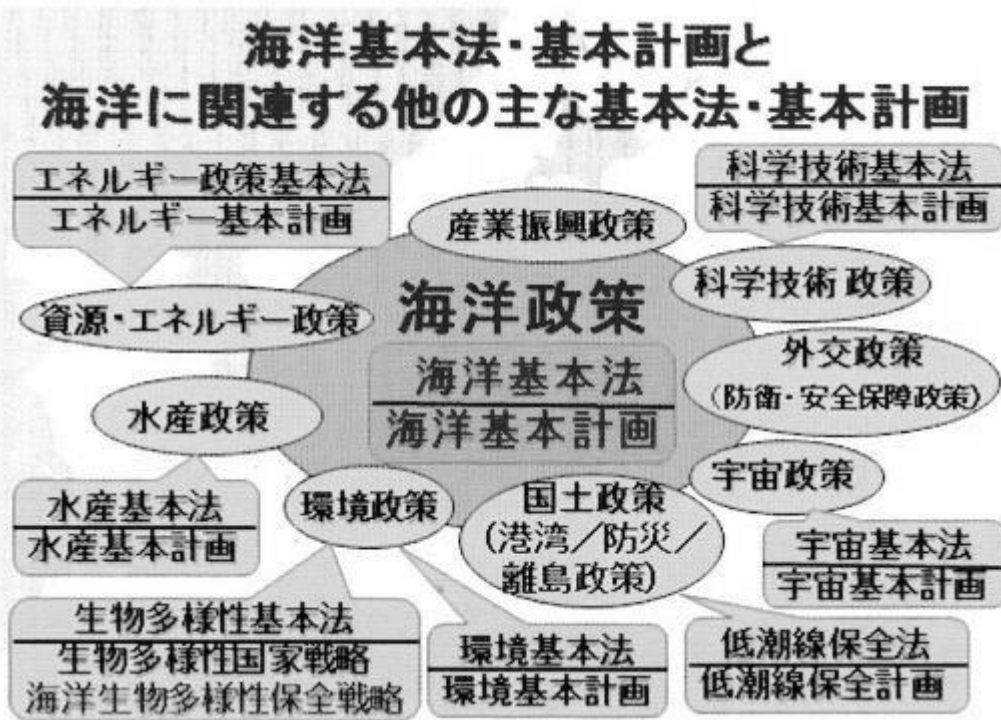 海洋基本法・基本計画と
海洋に関連する他の主な基本法・基本計画
エネルギー政策基本法
エネルギー基本計画
科学技術基本法
科学技術基本計画
産業振興政策
科学技術 政策
資源・エネルギー政策
海洋政策
海洋基本法
海洋基本計画
外交政策
(防衛・安全保障政策)
水産政策
宇宙政策
水産基本法
水産基本計画
環境政策
国土政策
(港湾／防災／
離島政策)
宇宙基本法
宇宙基本計画
生物多様性基本法
生物多様性国家戦略
海洋生物多様性保全戦略
環境基本法
環境基本計画
低潮線保全法
低潮線保全計画